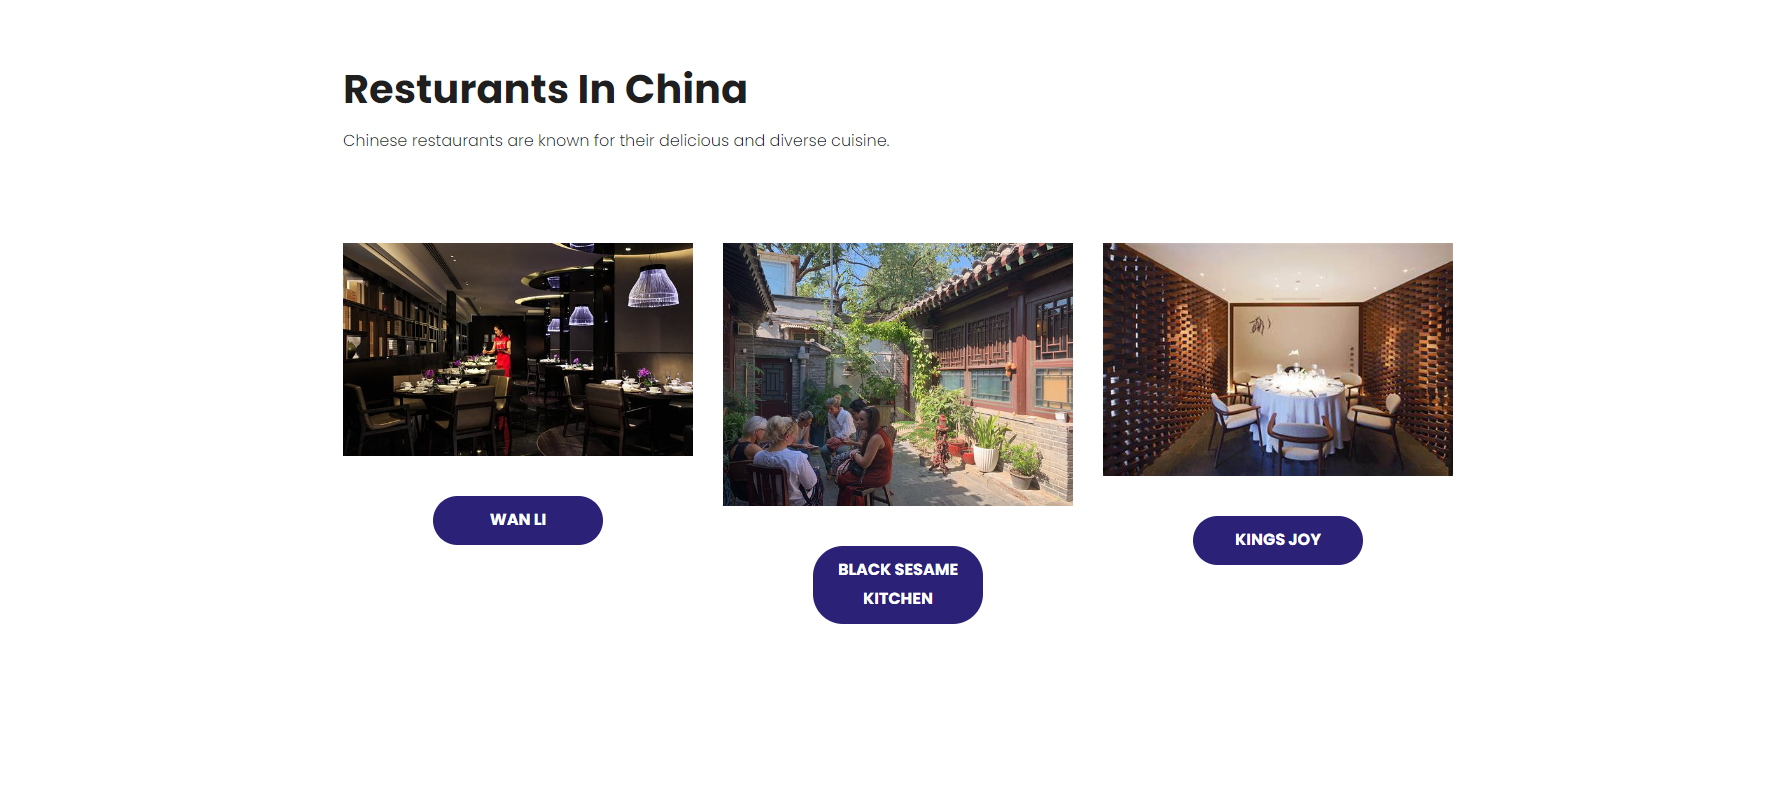 Resturants In China
Chinese restaurants are known for their delicious and diverse cuisine.
WAN LI
BLACK SESAME
KITCHEN
KINGS JOY